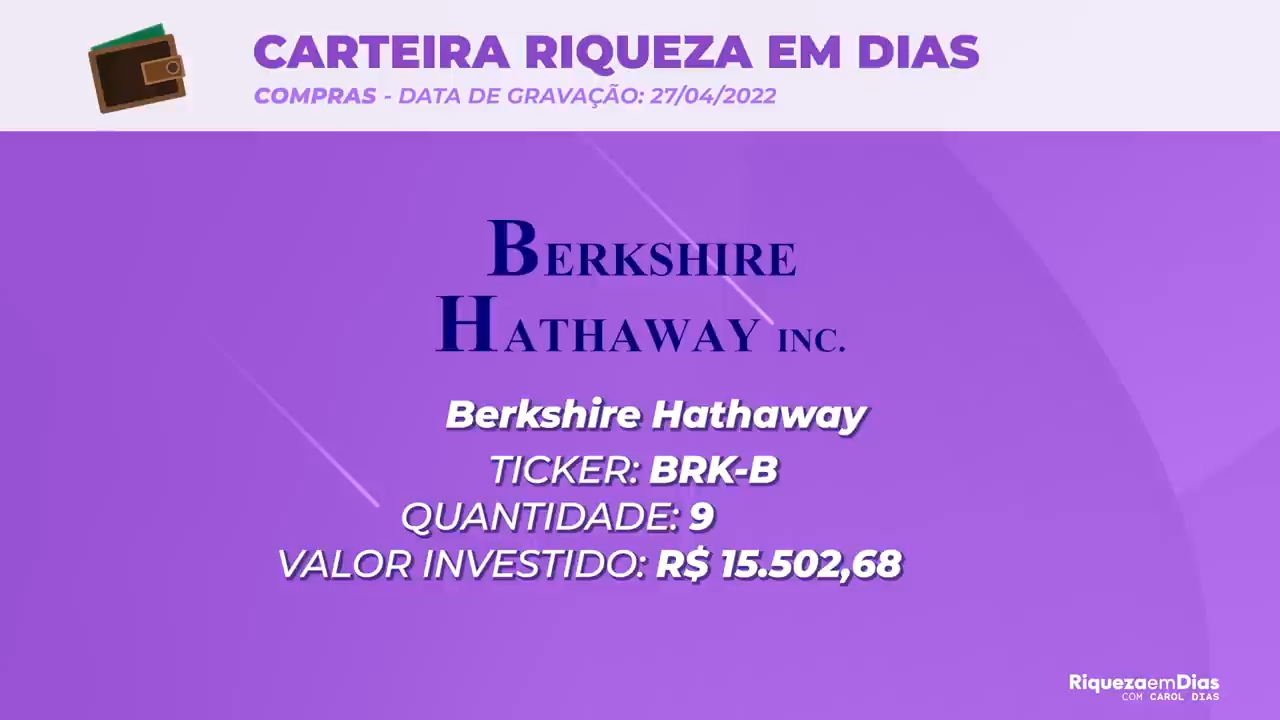 CARTEIRA RIQUEZA EM DIAS
COMPRAS - DATA DE GRAVAÇÃO: 27/04/2022
BERKSHIRE
HATHAWAY INC.
Berkshire Hathaway
TICKER: BRK-B
QUANTIDADE: 9
VALOR INVESTIDO: R$ 15.502,68
RiquezaemDias
COM CAROL DIAS